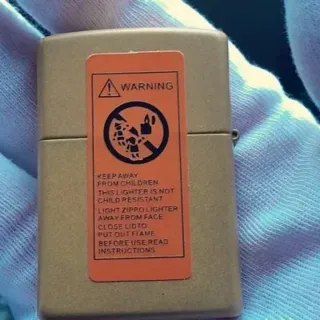 WARNING
KEEP AWAY
FROM CHILDREN
THIS LIGHTER IS NOT
CHILD RESISTANT
LIGHT ZIPPO LIGHTER
AWAY FROM FACE
CLOSE LID TO
PUT OUT FLAME
BEFORE USE,READ
INSTRUCTIONS